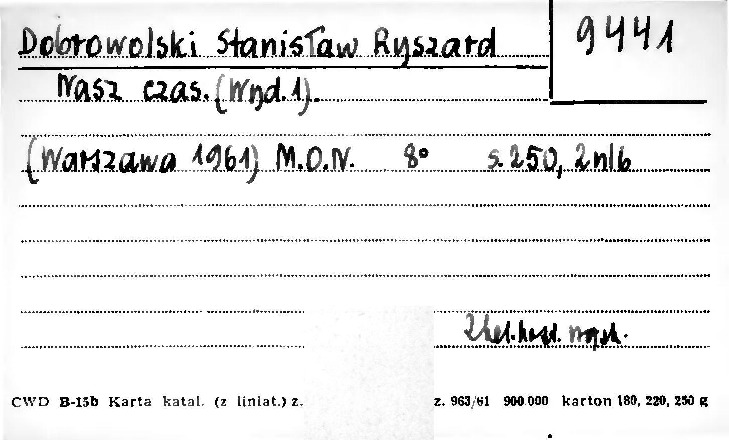 Dobrowolski Stanisław Ryszard
9441
Nasz czas. (Wyd. 1).
(Warszawa 1961) M.O.N. 8° s. 250, 2 nlb
CWD B-15b Karta katal. (z liniat.) z. z. 963/61 900.000 karton 180, 220, 250 g